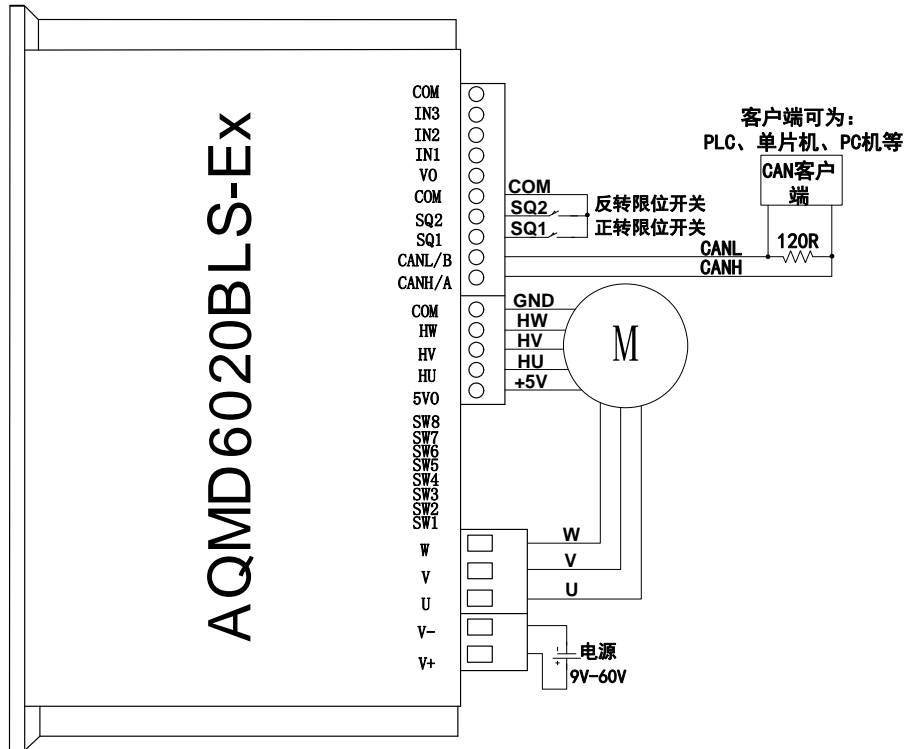 AQMD6020BLS-Ex
COM
IN3
IN2
IN1
VO
COM
SQ2
SQ1
CANL/B
CANH/A
COM
HW
HV
HU
5VO
SW8
SW7
SW6
SW5
SW4
SW3
SW2
SW1
W
V
U
V-
V+
COM
SQ2
反转限位开关
SQ1
正转限位开关
客户端可为：
PLC、单片机、PC机等
CAN客户
端
CANL
120R
CANH
GND
HW
HV
HU
+5V
M
W
V
U
-
+
电源
9V-60V